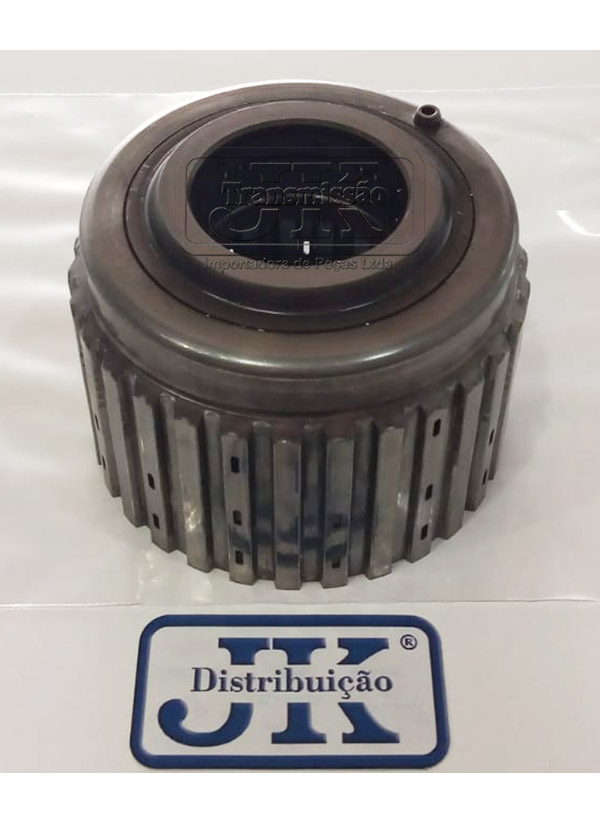 JK
Transmissão
Importadora de Peças Ltda.
JK ®
Distribuição